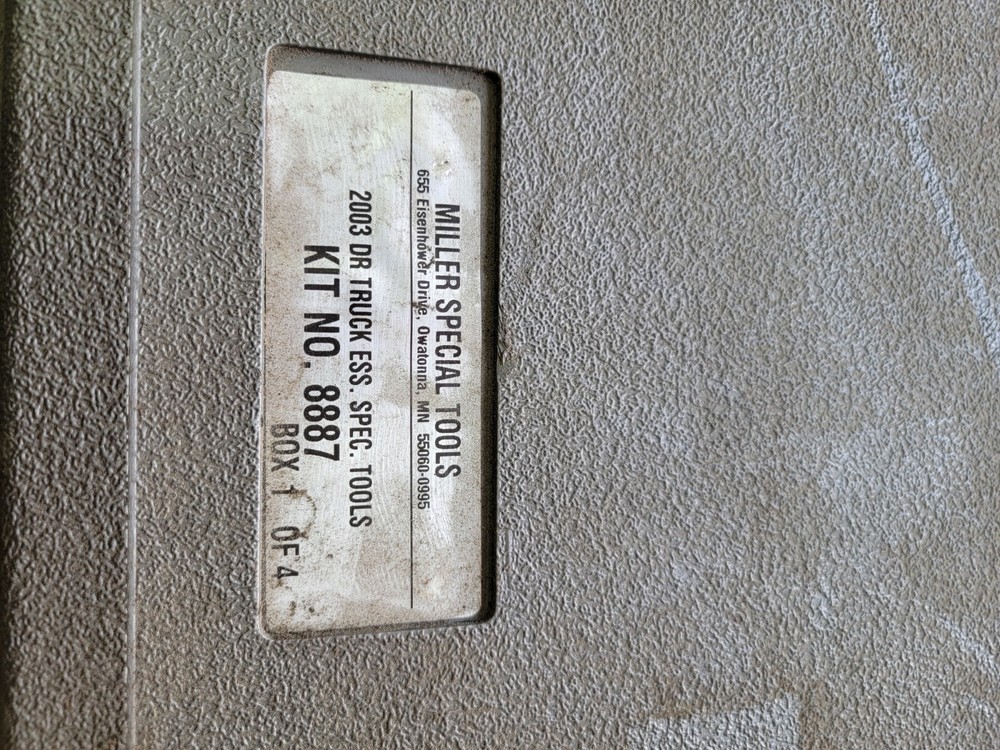 MILLER SPECIAL TOOLS
655 Eisenhower Drive, Owatonna, MN 55060-0995
2003 DR TRUCK ESS. SPEC. TOOLS
KIT NO. 8887
BOX 1 OF 4